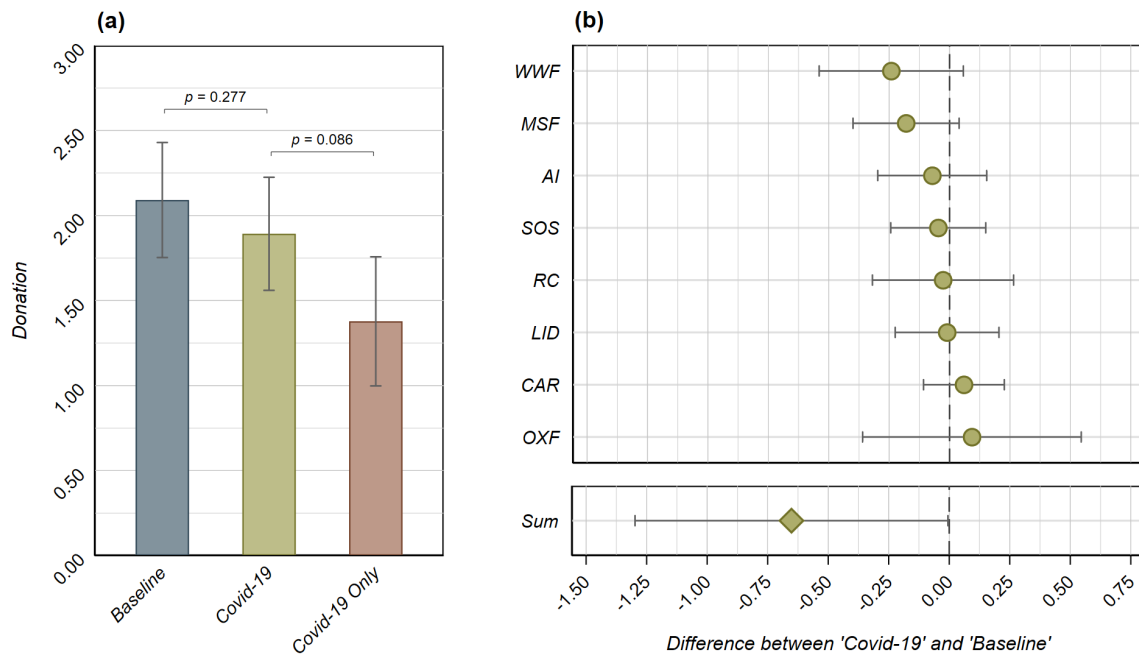 (a)
3.00
2.50
2.00
1.50
1.00
0.50
0.00
Donation
p = 0.277
p = 0.086
Baseline
Covid-19
Covid-19 Only
(b)
WWF
MSF
AI
SOS
RC
LID
CAR
OXF
Sum
-1.50
-1.25
-1.00
-0.75
-0.50
-0.25
0.00
0.25
0.50
0.75
Difference between 'Covid-19' and 'Baseline'